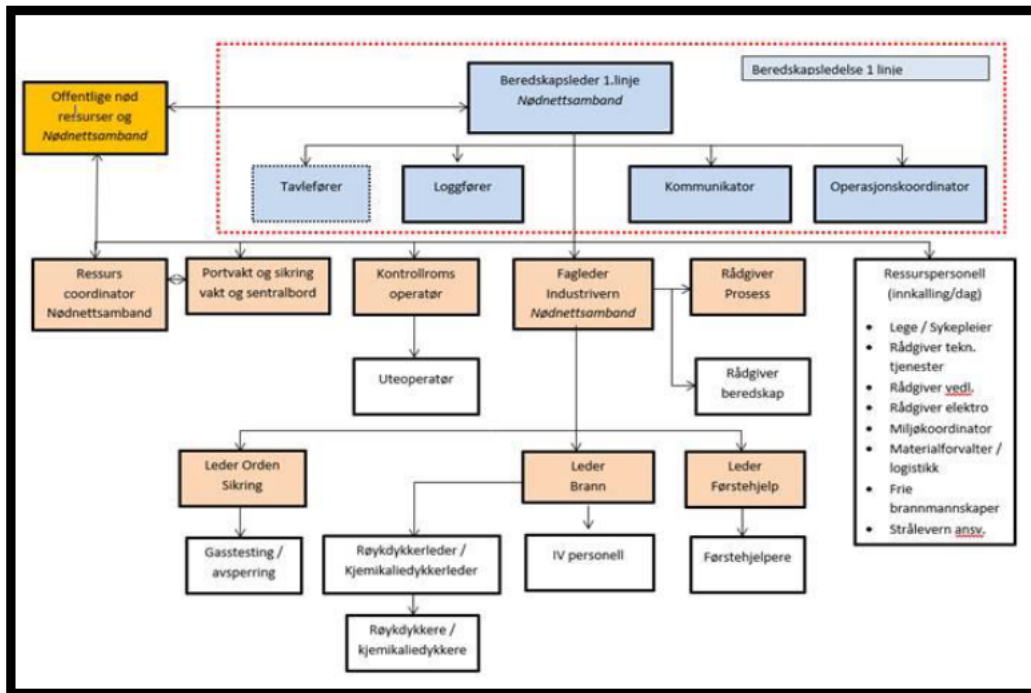 Beredskapsledelse 1 linje
Beredskapsleder 1.linje
Nødnettsamband
Offentlige nød
ressurser og
Nødnettsamband
Tavlefører
Loggfører
Kommunikator
Operasjonskoordinator
Ressurs
coordinator
Nødnettsamband
Portvakt og sikring
vakt og sentralbord
Kontrollroms
operatør
Fagleder
Industrivern
Nødnettsamband
Rådgiver
Prosess
Ressurspersonell
(innkalling/dag)
• Lege / Sykepleier
• Rådgiver tekn.
tjenester
• Rådgiver vedl.
• Rådgiver elektro
• Miljøkoordinator
• Materialforvalter /
logistikk
• Frie
brannmannskaper
• Strålevern ansv.
Uteoperatør
Rådgiver
beredskap
Leder Orden
Sikring
Leder
Brann
Leder
Førstehjelp
Gasstesting /
avsperring
Røykdykkerleder /
Kjemikaliedykkerleder
IV personell
Førstehjelpere
Røykdykkere /
kjemikaliedykkere